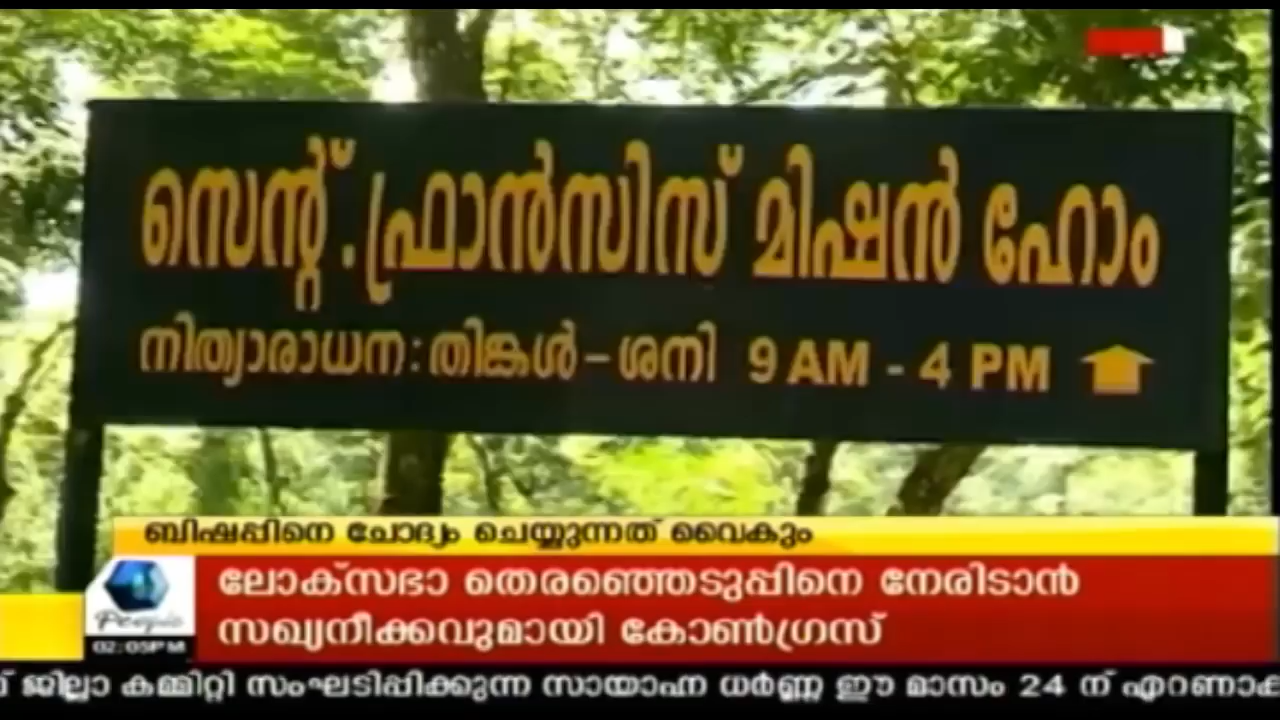 സെന്റ്.ഫ്രാൻസിസ് മിഷൻ ഹോം
നിത്യാരാധന:തിങ്കൾ–ശനി 9 AM - 4 PM
ബിഷപ്പിനെ ചോദ്യം ചെയ്യുന്നത് വൈകും
ലോക്സഭാ തെരഞ്ഞെടുപ്പിനെ നേരിടാൻ
സഖ്യനീക്കവുമായി കോൺഗ്രസ്
People
02:05PM
ജില്ലാ കമ്മിറ്റി സംഘടിപ്പിക്കുന്ന സായാഹ്ന ധർണ്ണ ഈ മാസം 24 ന്